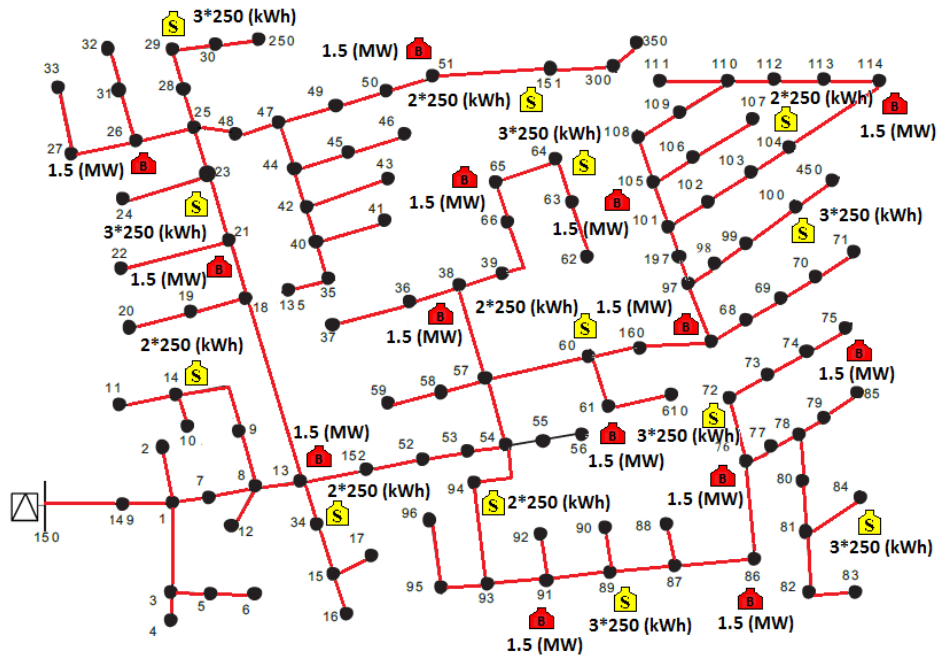 32 29 S 3*250 (kWh)
30 250
1.5 (MW) B
51 350
33 31 28 25 49 50 2*250 (kWh) 151 300 111 110 112 113 114
S 2*250 (kWh) B
26 48 47 46 3*250 (kWh) 109 107 S 1.5 (MW)
27 1.5 (MW) B 45 64 S 108 106 104
23 44 43 B 65 105 103 450
24 S 42 1.5 (MW) 63 B 102 100 3*250 (kWh)
3*250 (kWh) 41 66 1.5 (MW) 101 99 S
22 21 40 62 197 98 71
1.5 (MW) B 39 70
20 19 18 135 35 36 38 97 69
37 B 2*250 (kWh) 1.5 (MW) B 68
1.5 (MW) 60 S 160 75
2*250 (kWh) 74 B
11 14 S 59 58 57 73 1.5 (MW)
61 610 72 85
2 10 9 1.5 (MW) 55 B 3*250 (kWh) S 79
B 152 52 53 54 56 1.5 (MW) 76 77 78
7 8 13 2*250 (kWh) 94 B 80 84
150 149 1 12 34 S S 2*250 (kWh) 1.5 (MW) S
96 92 90 88 81 3*250 (kWh)
17
3 5 6 15 95 93 91 89 87 86 82 83
4 16 B S B
1.5 (MW) 3*250 (kWh) 1.5 (MW)